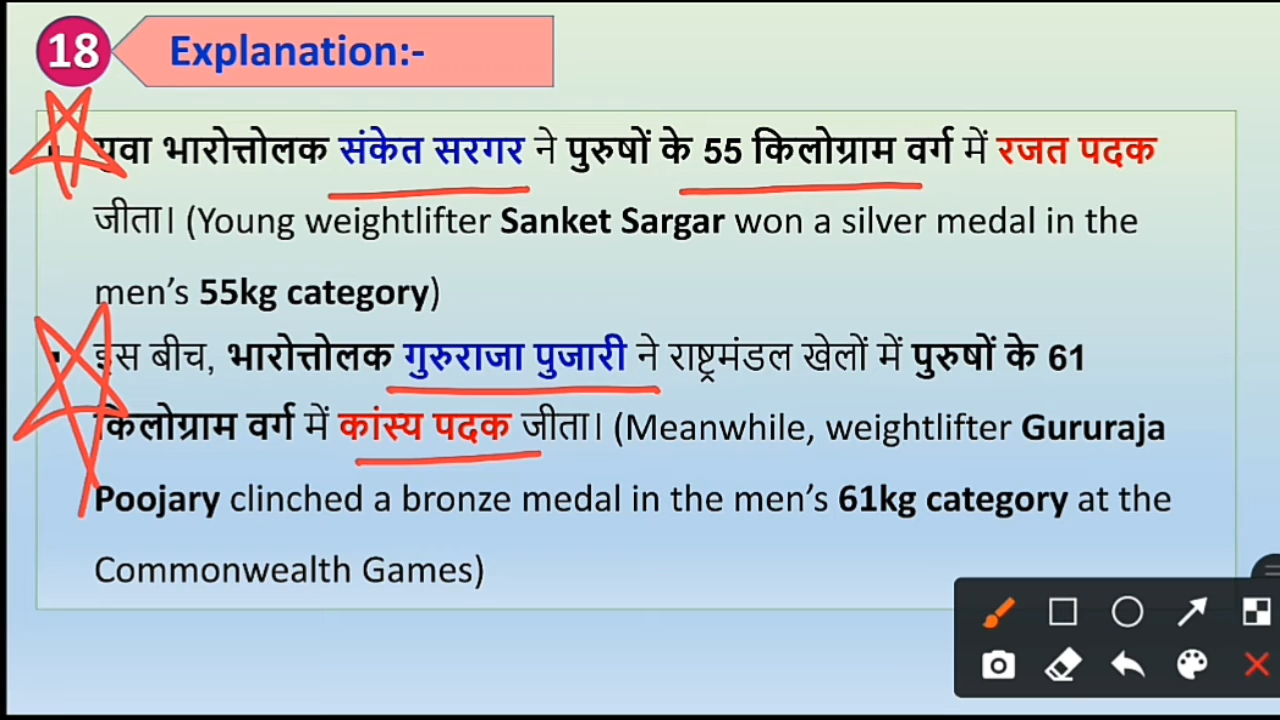 18 Explanation:-
युवा भारोत्तोलक संकेत सरगर ने पुरुषों के 55 किलोग्राम वर्ग में रजत पदक
जीता। (Young weightlifter Sanket Sargar won a silver medal in the
men’s 55kg category)
इस बीच, भारोत्तोलक गुरुराजा पुजारी ने राष्ट्रमंडल खेलों में पुरुषों के 61
किलोग्राम वर्ग में कांस्य पदक जीता। (Meanwhile, weightlifter Gururaja
Poojary clinched a bronze medal in the men’s 61kg category at the
Commonwealth Games)